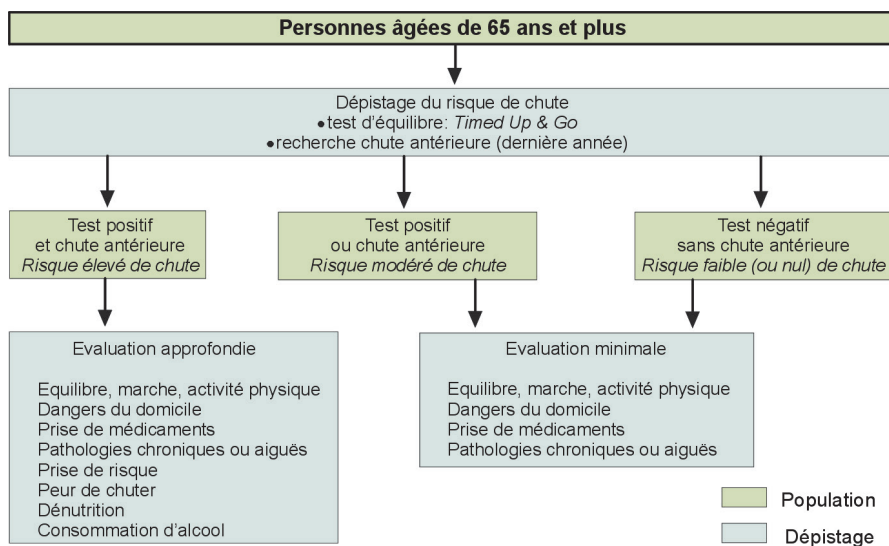 Personnes âgées de 65 ans et plus
Dépistage du risque de chute
•test d'équilibre: Timed Up & Go
•recherche chute antérieure (dernière année)
Test positif
et chute antérieure
Risque élevé de chute
Test positif
ou chute antérieure
Risque modéré de chute
Test négatif
sans chute antérieure
Risque faible (ou nul) de chute
Evaluation approfondie
Equilibre, marche, activité physique
Dangers du domicile
Prise de médicaments
Pathologies chroniques ou aiguës
Prise de risque
Peur de chuter
Dénutrition
Consommation d'alcool
Evaluation minimale
Equilibre, marche, activité physique
Dangers du domicile
Prise de médicaments
Pathologies chroniques ou aiguës
Population
Dépistage